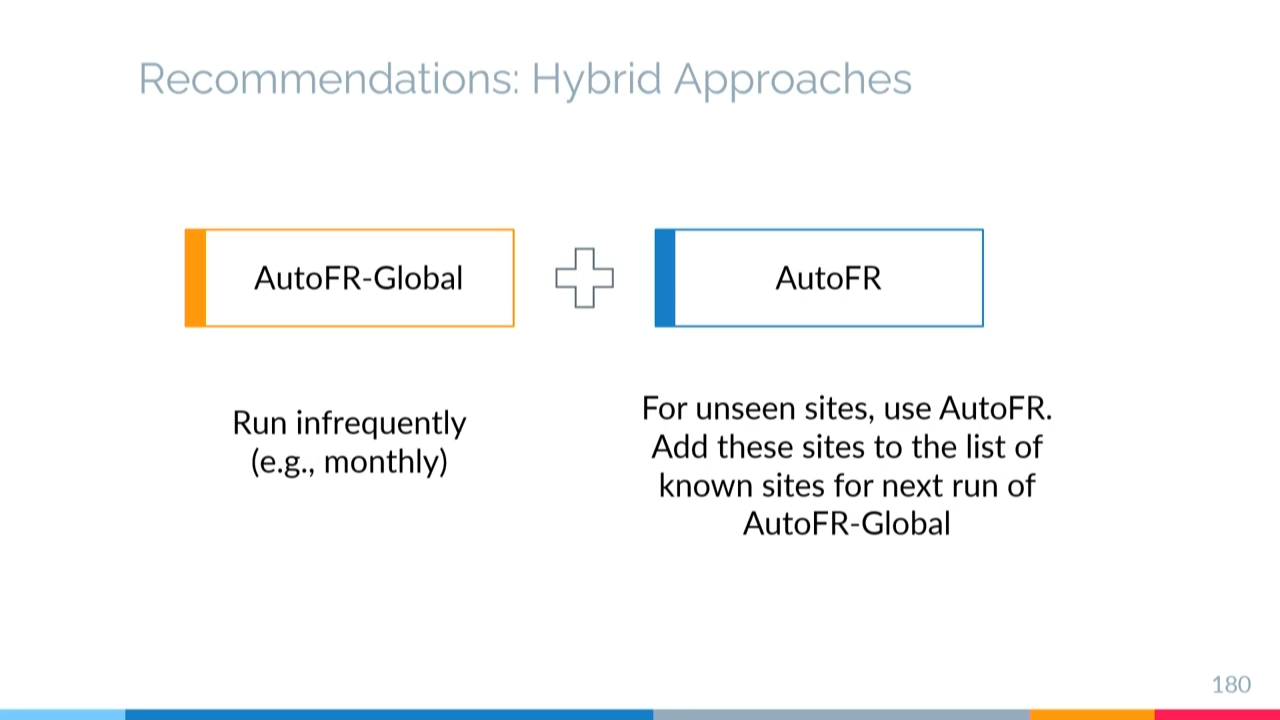 Recommendations: Hybrid Approaches
AutoFR-Global
AutoFR
Run infrequently
(e.g., monthly)
For unseen sites, use AutoFR.
Add these sites to the list of
known sites for next run of
AutoFR-Global
180